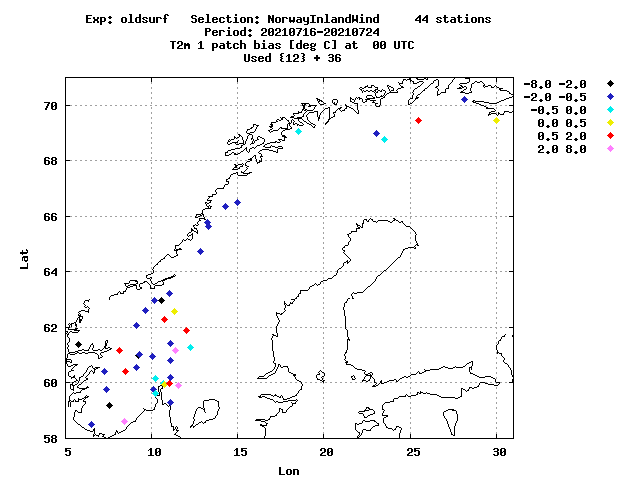 Exp: oldsurf   Selection: NorwayInlandWind     44 stations
Period: 20210716-20210724
T2m 1 patch bias [deg C] at  00 UTC
Used {12} + 36
-8.0 -2.0
-2.0 -0.5
-0.5 0.0
0.0 0.5
0.5 2.0
2.0 8.0
70
68
66
64
62
60
58
Lat
5 10 15 20 25 30
Lon